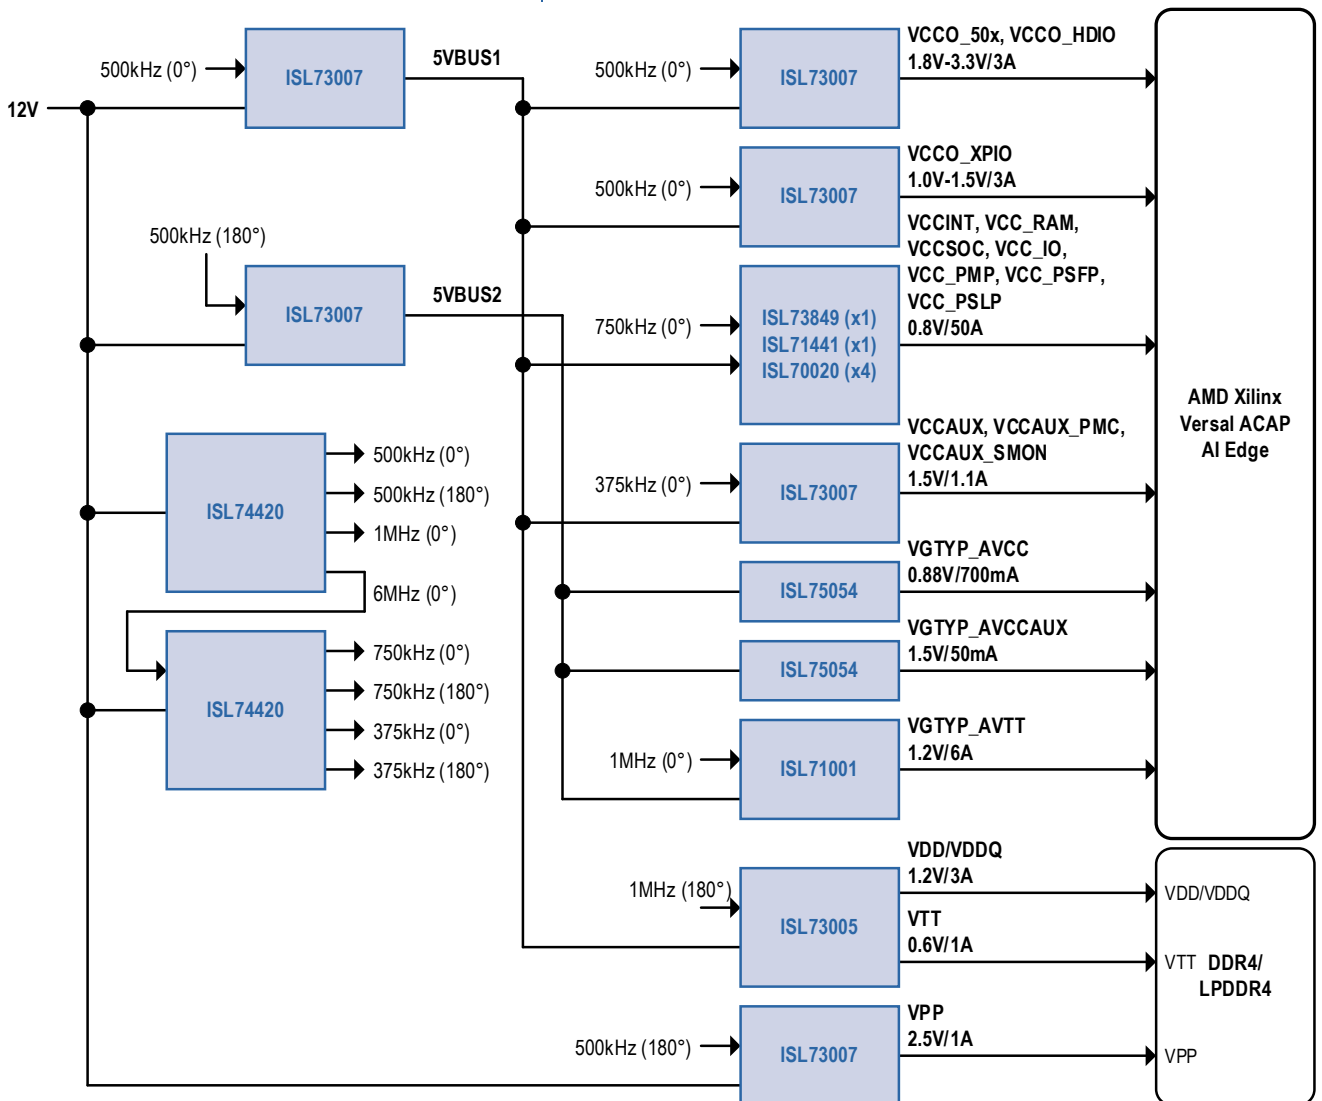 12V
500kHz (0°)
ISL73007
5VBUS1
500kHz (180°)
ISL73007
5VBUS2
ISL74420
500kHz (0°)
500kHz (180°)
1MHz (0°)
6MHz (0°)
ISL74420
750kHz (0°)
750kHz (180°)
375kHz (0°)
375kHz (180°)
500kHz (0°)
ISL73007
VCCO_50x, VCCO_HDIO
1.8V-3.3V/3A
500kHz (0°)
ISL73007
VCCO_XPIO
1.0V-1.5V/3A
750kHz (0°)
ISL73849 (x1)
ISL71441 (x1)
ISL70020 (x4)
VCCINT, VCC_RAM,
VCCSOC, VCC_IO,
VCC_PMP, VCC_PSFP,
VCC_PSLP
0.8V/50A
375kHz (0°)
ISL73007
VCCAUX, VCCAUX_PMC,
VCCAUX_SMON
1.5V/1.1A
ISL75054
VGTYP_AVCC
0.88V/700mA
ISL75054
VGTYP_AVCCAUX
1.5V/50mA
1MHz (0°)
ISL71001
VGTYP_AVTT
1.2V/6A
AMD Xilinx
Versal ACAP
AI Edge
1MHz (180°)
ISL73005
VDD/VDDQ
1.2V/3A
VTT
0.6V/1A
500kHz (180°)
ISL73007
VPP
2.5V/1A
VDD/VDDQ
VTT
DDR4/
LPDDR4
VPP